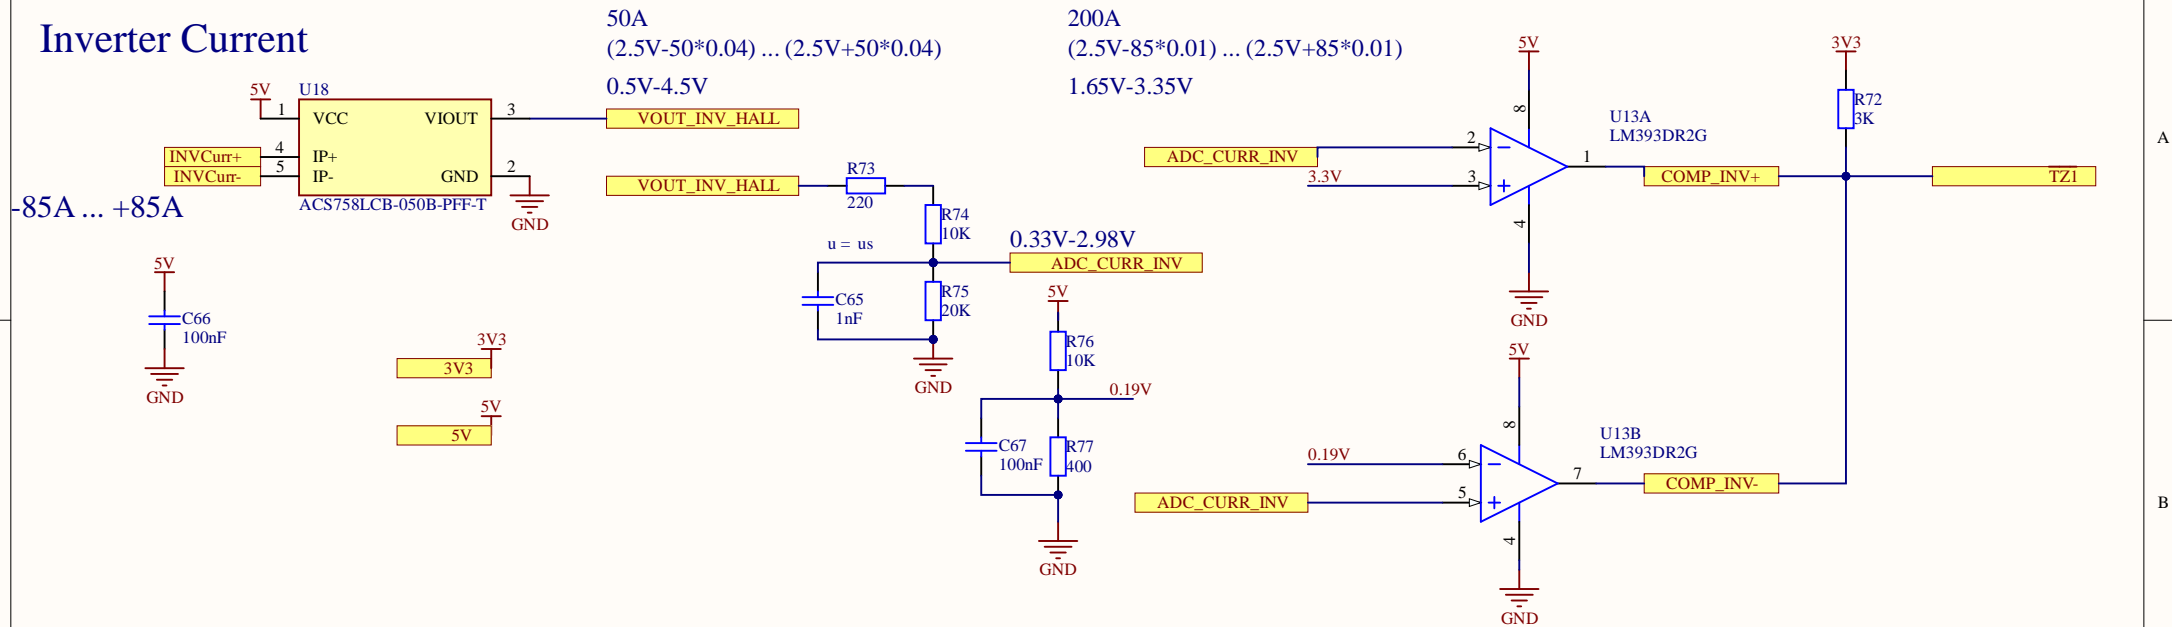 Inverter Current
50A
(2.5V-50*0.04) ... (2.5V+50*0.04)
0.5V-4.5V
200A
(2.5V-85*0.01) ... (2.5V+85*0.01)
1.65V-3.35V
5V
U18
1
VCC
VIOUT
3
4
IP+
5
IP-
GND
2
ACS758LCB-050B-PFF-T
GND
INVCurr+
INVCurr-
-85A ... +85A
VOUT_INV_HALL
VOUT_INV_HALL
R73
220
R74
10K
u = us
0.33V-2.98V
ADC_CURR_INV
C65
1nF
R75
20K
GND
5V
C66
100nF
GND
3V3
3V3
5V
5V
5V
R76
10K
0.19V
C67
100nF
R77
400
GND
5V
8
U13A
LM393DR2G
ADC_CURR_INV
2
3.3V
3
1
4
GND
COMP_INV+
3V3
R72
3K
TZ1
A
5V
8
U13B
LM393DR2G
0.19V
6
ADC_CURR_INV
5
7
4
GND
COMP_INV-
B